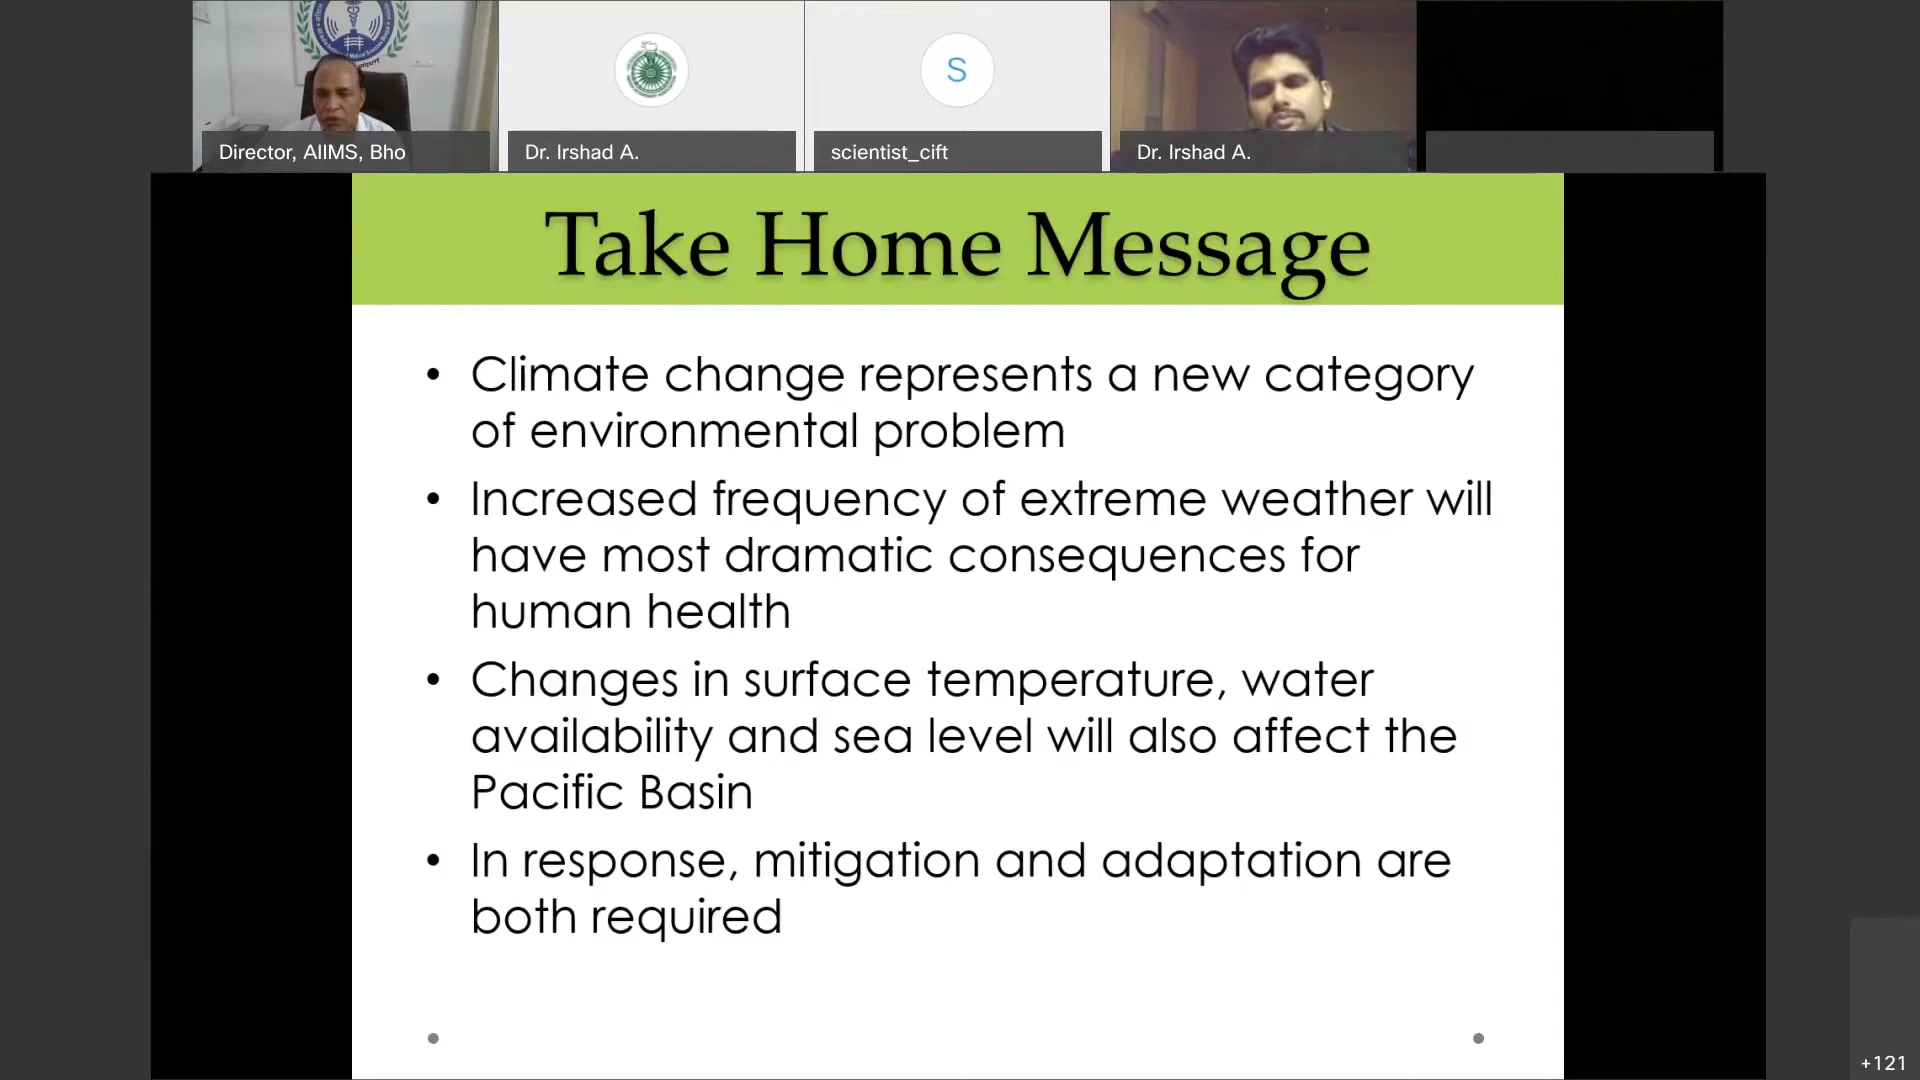 Director, AIIMS, Bho
Dr. Irshad A.
S
scientist_cift
Dr. Irshad A.
Take Home Message
• Climate change represents a new category
of environmental problem
• Increased frequency of extreme weather will
have most dramatic consequences for
human health
• Changes in surface temperature, water
availability and sea level will also affect the
Pacific Basin
• In response, mitigation and adaptation are
both required
+121